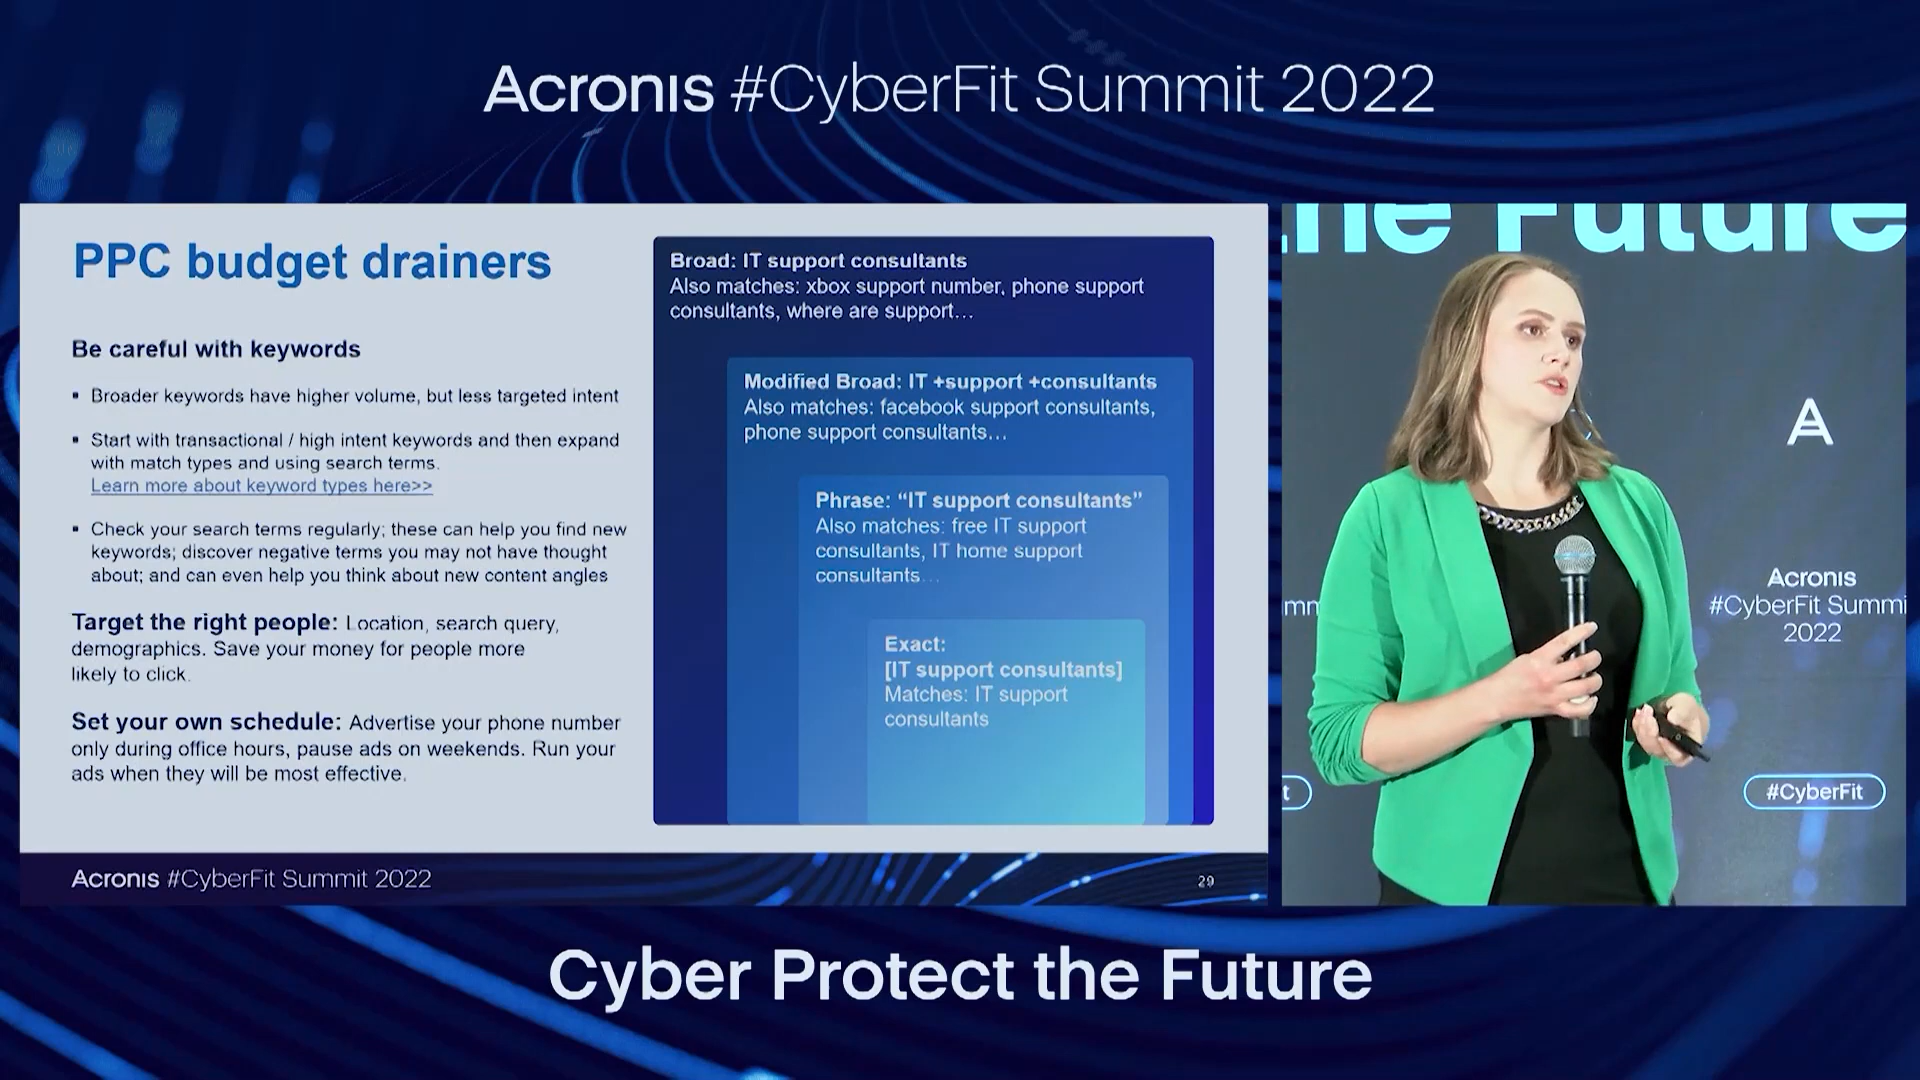 Acronis #CyberFit Summit 2022
PPC budget drainers
Be careful with keywords
▪ Broader keywords have higher volume, but less targeted intent
▪ Start with transactional / high intent keywords and then expand
with match types and using search terms.
Learn more about keyword types here>>
▪ Check your search terms regularly; these can help you find new
keywords; discover negative terms you may not have thought
about; and can even help you think about new content angles
Target the right people: Location, search query,
demographics. Save your money for people more
likely to click.
Set your own schedule: Advertise your phone number
only during office hours, pause ads on weekends. Run your
ads when they will be most effective.
Broad: IT support consultants
Also matches: xbox support number, phone support
consultants, where are support…
Modified Broad: IT +support +consultants
Also matches: facebook support consultants,
phone support consultants…
Phrase: “IT support consultants”
Also matches: free IT support
consultants, IT home support
consultants…
Exact:
[IT support consultants]
Matches: IT support
consultants
Acronis #CyberFit Summit 2022
29
he Future
A
Acronis
#CyberFit Summi
2022
mm
t
#CyberFit
Cyber Protect the Future